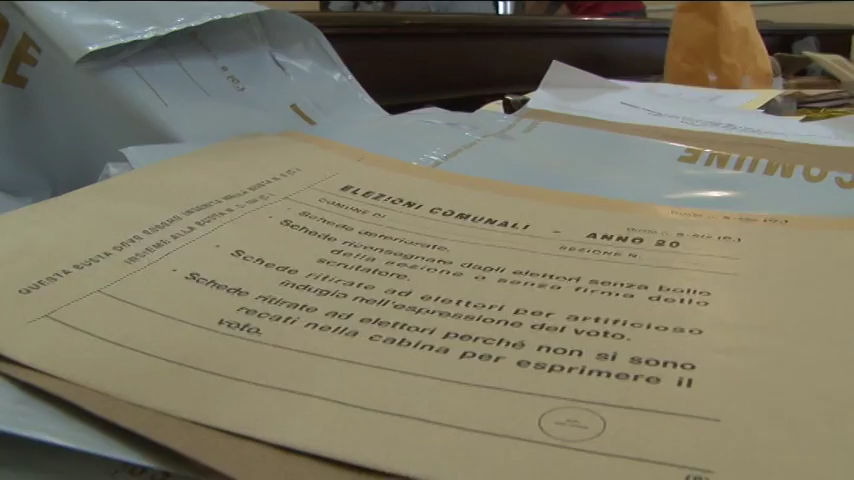 ELEZIONI COMUNALI - ANNO 20
COMUNE DI
SEZIONE N.
Schede deteriorate.
Schede riconsegnate dagli elettori senza bollo
della sezione o senza firma dello
scrutatore.
Schede ritirate ad elettori per artificioso
indugio nell'espressione del voto.
Schede ritirate ad elettori perché non si sono
recati nella cabina per esprimere il
voto.
QUESTA BUSTA DEVE ESSERE INSERITA NELLA BUSTA N.
INSIEME ALLA BUSTA N.
COMUNE
NE